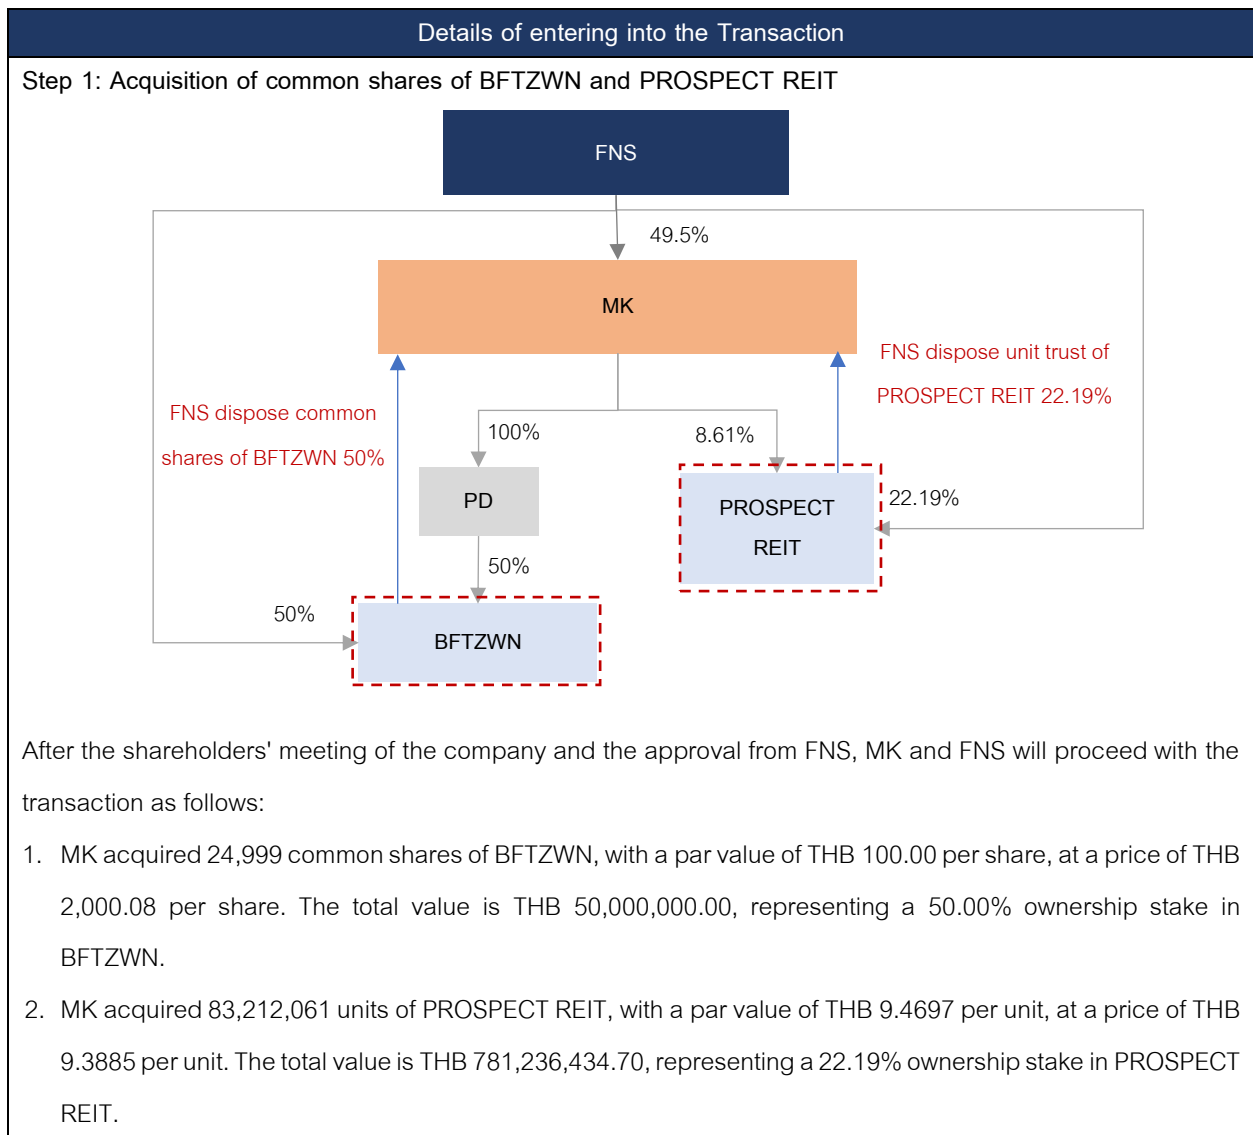 Details of entering into the Transaction
Step 1: Acquisition of common shares of BFTZWN and PROSPECT REIT
FNS
49.5%
MK
FNS dispose unit trust of
PROSPECT REIT 22.19%
FNS dispose common
shares of BFTZWN 50%
100%
8.61%
PD
PROSPECT
REIT
22.19%
50%
50%
BFTZWN
After the shareholders' meeting of the company and the approval from FNS, MK and FNS will proceed with the
transaction as follows:
1. MK acquired 24,999 common shares of BFTZWN, with a par value of THB 100.00 per share, at a price of THB
2,000.08 per share. The total value is THB 50,000,000.00, representing a 50.00% ownership stake in
BFTZWN.
2. MK acquired 83,212,061 units of PROSPECT REIT, with a par value of THB 9.4697 per unit, at a price of THB
9.3885 per unit. The total value is THB 781,236,434.70, representing a 22.19% ownership stake in PROSPECT
REIT.